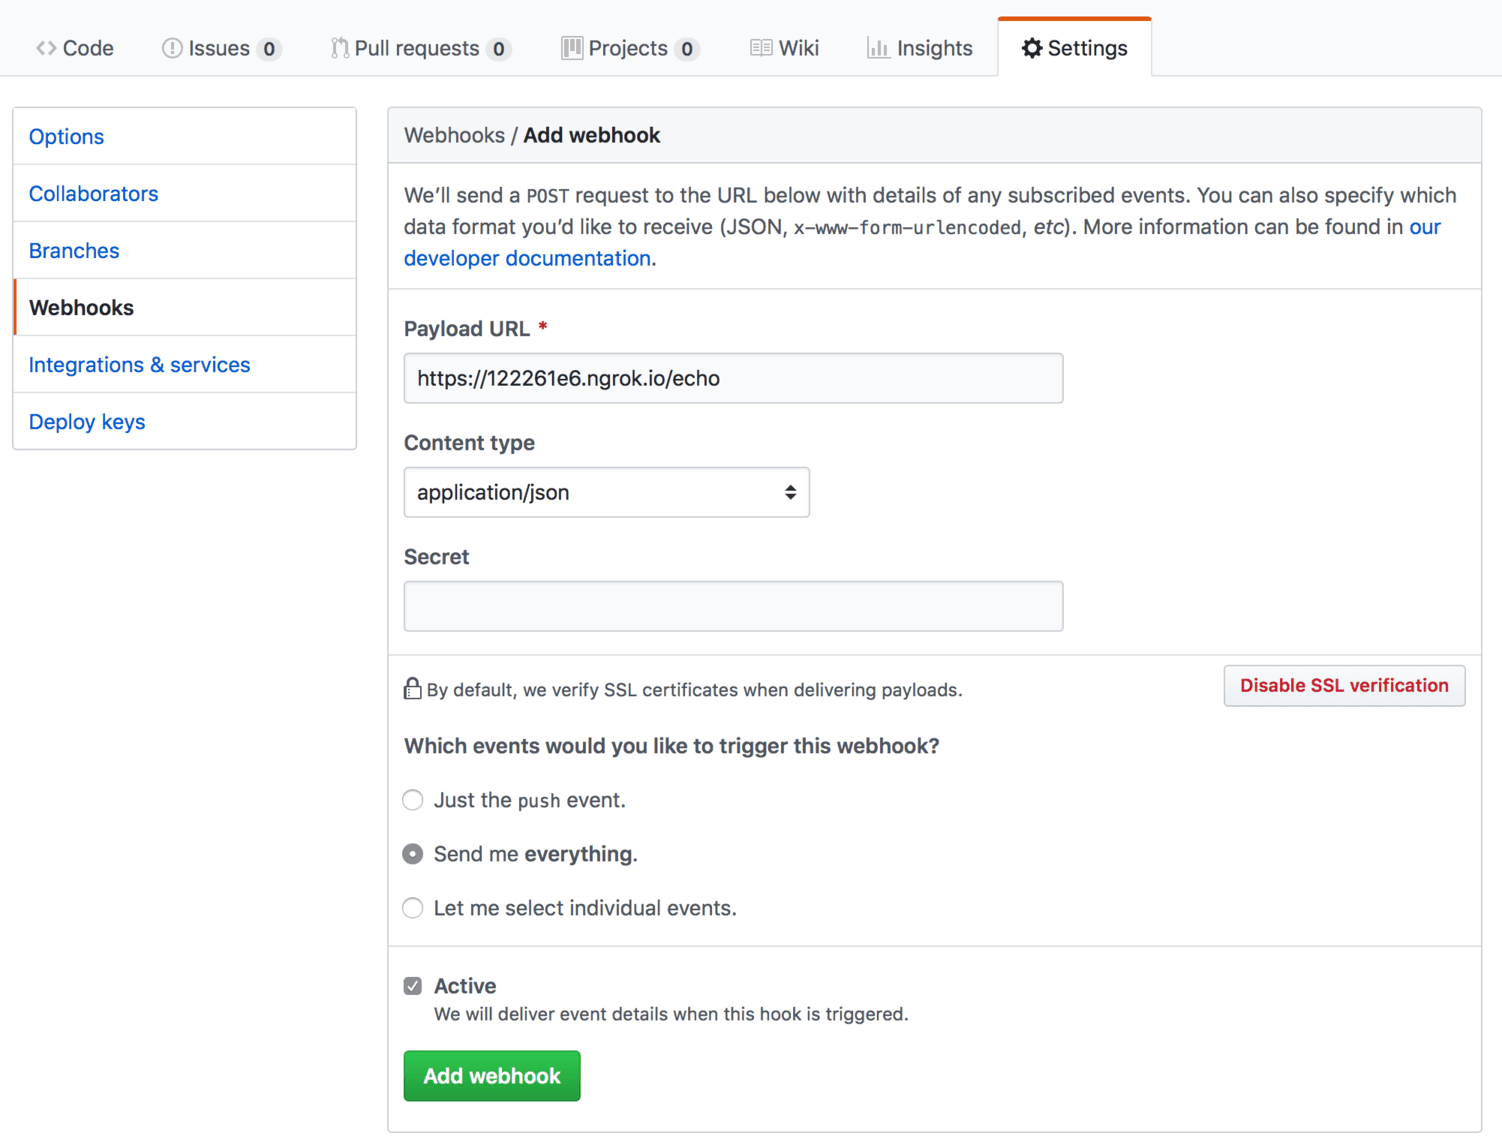 Code Issues 0 Pull requests 0 Projects 0 Wiki Insights Settings
Options
Collaborators
Branches
Webhooks
Integrations & services
Deploy keys
Webhooks / Add webhook
We’ll send a POST request to the URL below with details of any subscribed events. You can also specify which
data format you’d like to receive (JSON, x-www-form-urlencoded, etc). More information can be found in our
developer documentation.
Payload URL *
https://122261e6.ngrok.io/echo
Content type
application/json
Secret
By default, we verify SSL certificates when delivering payloads.
Disable SSL verification
Which events would you like to trigger this webhook?
Just the push event.
Send me everything.
Let me select individual events.
Active
We will deliver event details when this hook is triggered.
Add webhook